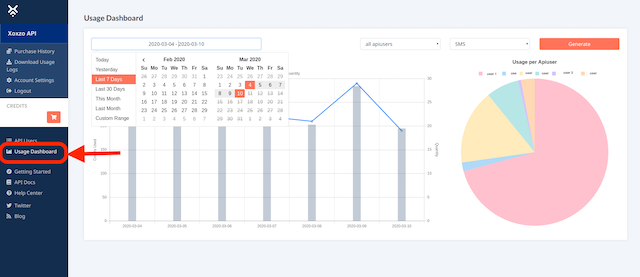 Usage Dashboard
Xoxzo API
Purchase History
Download Usage
Logs
Account Settings
Logout
CREDITS
API Users
Usage Dashboard
Getting Started
API Docs
Help Center
Twitter
Blog
2020-03-04 - 2020-03-10
all apiusers
SMS
Generate
Today
Yesterday
Last 7 Days
Last 30 Days
This Month
Last Month
Custom Range
Feb 2020
Su Mo Tu We Th Fr Sa
26 27 28 29 30 31 1
2 3 4 5 6 7 8
9 10 11 12 13 14 15
16 17 18 19 20 21 22
23 24 25 26 27 28 29
1 2 3 4 5 6 7
Mar 2020
Su Mo Tu We Th Fr Sa
23 24 25 26 27 28 29
1 2 3 4 5 6 7
8 9 10 11 12 13 14
15 16 17 18 19 20 21
22 23 24 25 26 27 28
29 30 31 1 2 3 4
Usage per Apiuser
30
25
20
15
10
5
0
Quantity
200
150
100
50
0
2020-03-04
2020-03-05
2020-03-06
2020-03-07
2020-03-08
2020-03-09
2020-03-10